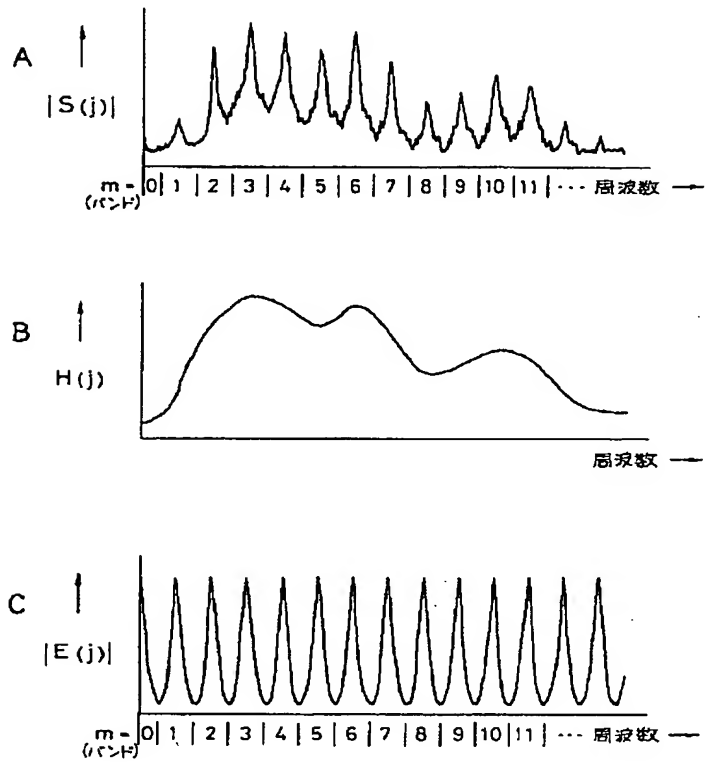 A
|S(j)|
m = 0 | 1 | 2 | 3 | 4 | 5 | 6 | 7 | 8 | 9 | 10 | 11 | ··· 周波数 →
(バンド)
B
H(j)
周波数 →
C
|E(j)|
m = 0 | 1 | 2 | 3 | 4 | 5 | 6 | 7 | 8 | 9 | 10 | 11 | ··· 周波数 —
(バンド)